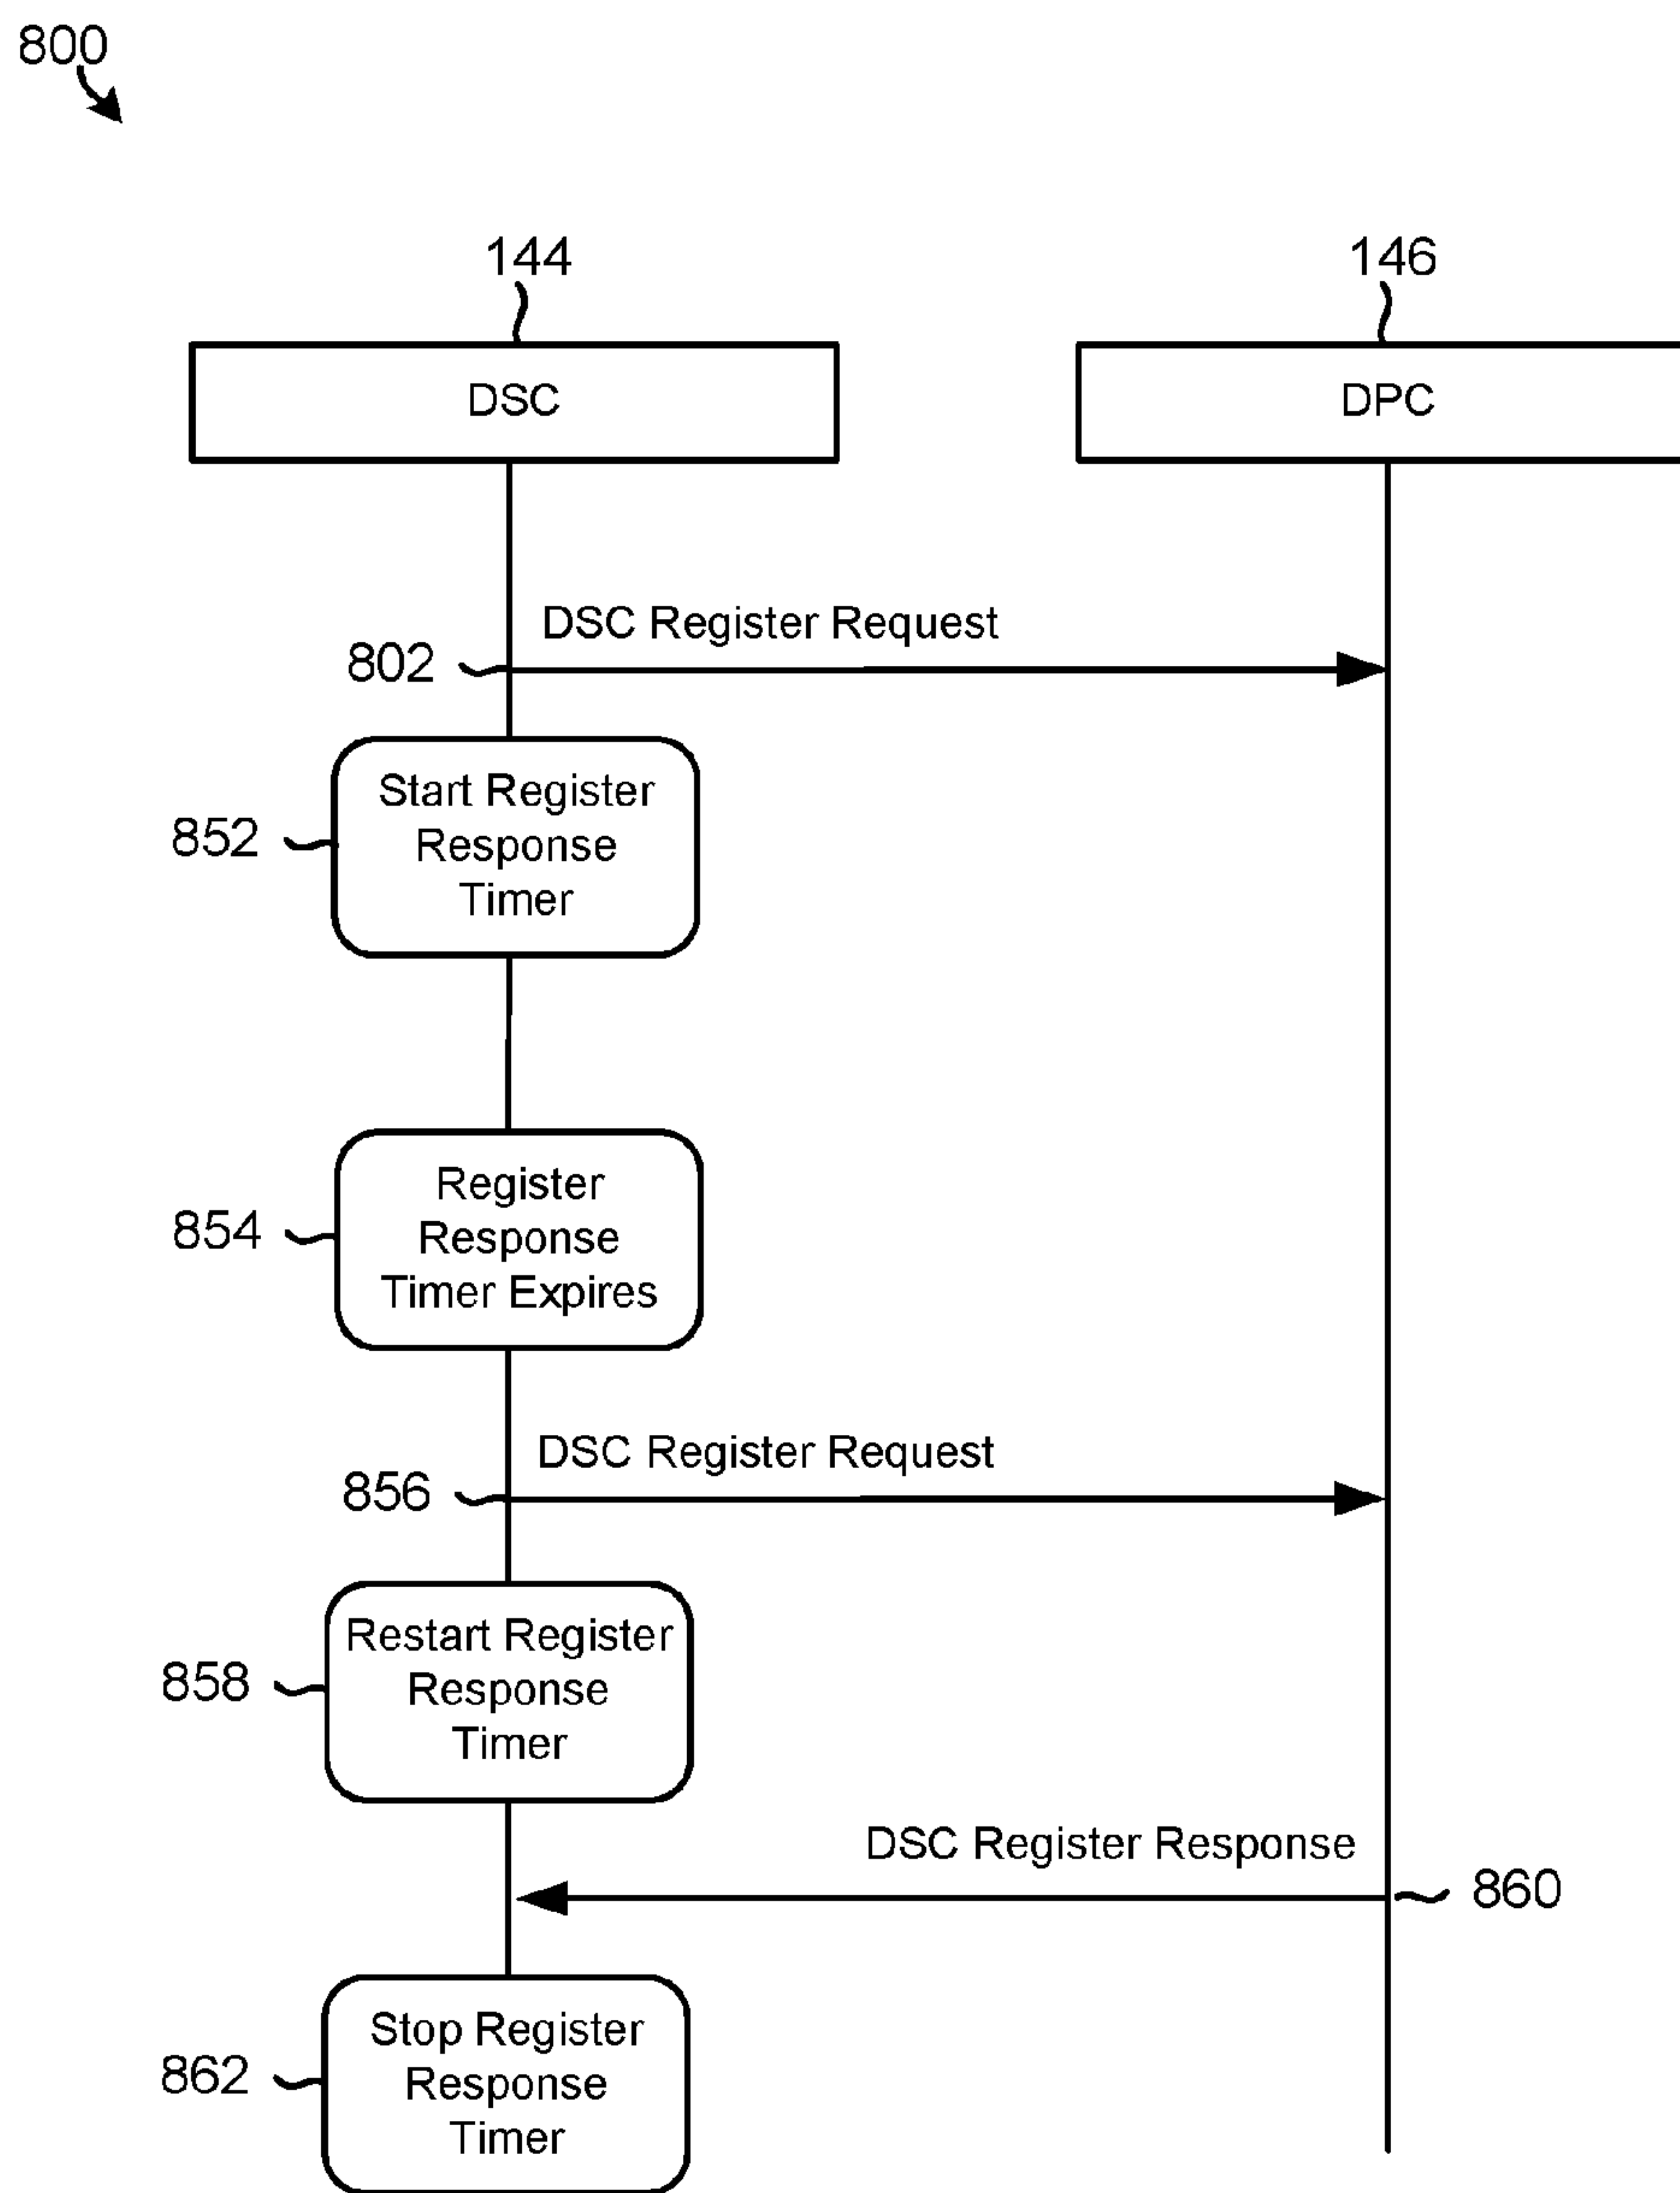 800
144
146
DSC
DPC
DSC Register Request
802
Start Register
Response
Timer
852
Register
Response
Timer Expires
854
DSC Register Request
856
Restart Register
Response
Timer
858
DSC Register Response
860
Stop Register
Response
Timer
862